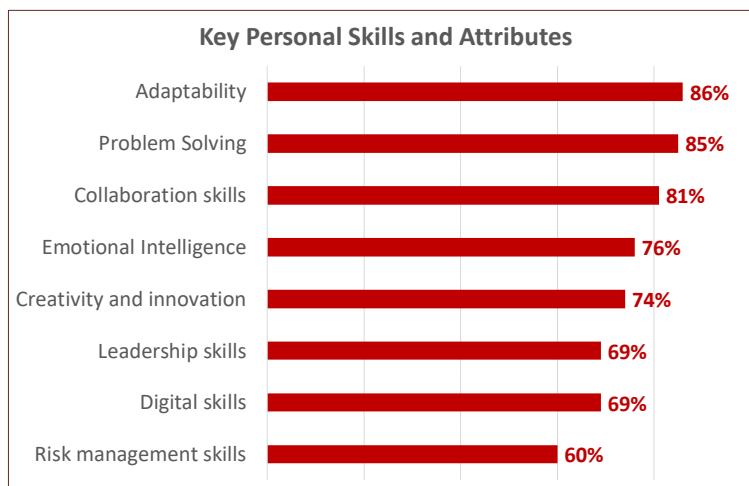 Key Personal Skills and Attributes
Adaptability 86%
Problem Solving 85%
Collaboration skills 81%
Emotional Intelligence 76%
Creativity and innovation 74%
Leadership skills 69%
Digital skills 69%
Risk management skills 60%